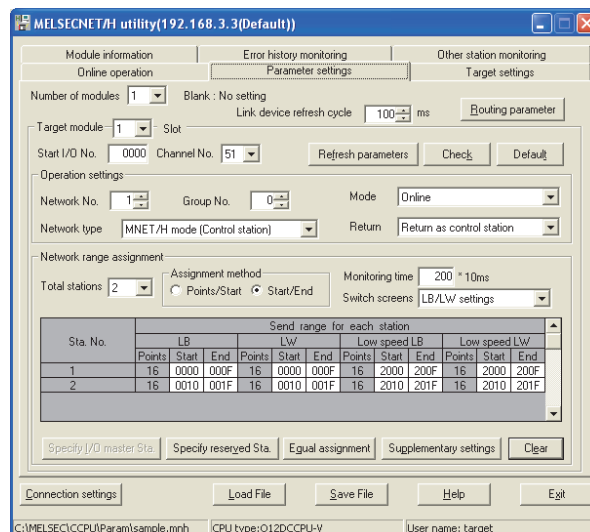 MELSECNET/H utility(192.168.3.3(Default))
Module information Error history monitoring Other station monitoring
Online operation Parameter settings Target settings
Number of modules 1 Blank : No setting
Link device refresh cycle 100 ms Routing parameter
Target module 1 Slot
Start I/O No. 0000 Channel No. 51 Refresh parameters Check Default
Operation settings
Network No. 1 Group No. 0 Mode Online
Network type MNET/H mode (Control station) Return Return as control station
Network range assignment
Total stations 2 Assignment method Points/Start Start/End Monitoring time 200 * 10ms
Switch screens LB/LW settings
Sta. No. Send range for each station
LB LW Low speed LB Low speed LW
Points Start End Points Start End Points Start End Points Start End
1 16 0000 000F 16 0000 000F 16 2000 200F 16 2000 200F
2 16 0010 001F 16 0010 001F 16 2010 201F 16 2010 201F
Specify I/O master Sta. Specify reserved Sta. Equal assignment Supplementary settings Clear
Connection settings Load File Save File Help Exit
C:\MELSEC\CCPU\Param\sample.mnh CPU type:Q12DCCPU-V User name: target